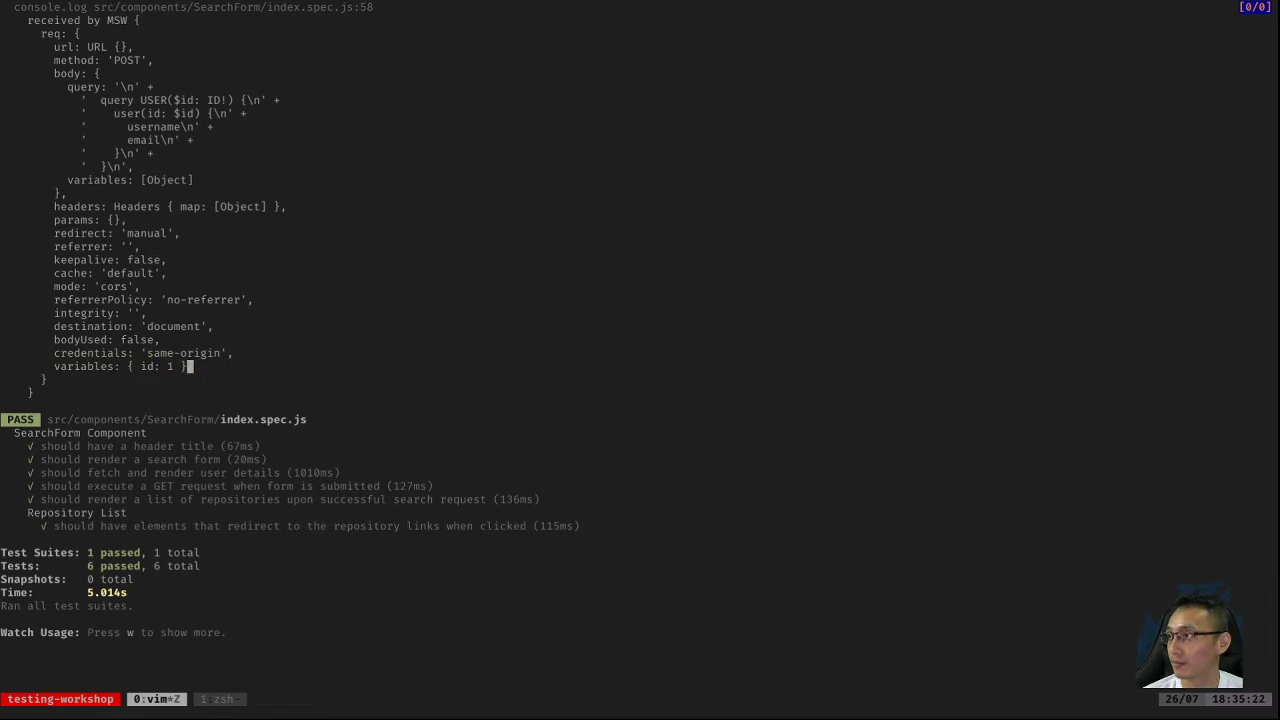 console.log src/components/SearchForm/index.spec.js:58
[0/0]
received by MSW {
req: {
url: URL {},
method: 'POST',
body: {
query: '\n' +
'  query USER($id: ID!) {\n' +
'    user(id: $id) {\n' +
'      username\n' +
'      email\n' +
'    }\n' +
'  }\n',
variables: [Object]
},
headers: Headers { map: [Object] },
params: {},
redirect: 'manual',
referrer: '',
keepalive: false,
cache: 'default',
mode: 'cors',
referrerPolicy: 'no-referrer',
integrity: '',
destination: 'document',
bodyUsed: false,
credentials: 'same-origin',
variables: { id: 1 }
}
}
PASS src/components/SearchForm/index.spec.js
SearchForm Component
√ should have a header title (67ms)
√ should render a search form (20ms)
√ should fetch and render user details (1010ms)
√ should execute a GET request when form is submitted (127ms)
√ should render a list of repositories upon successful search request (136ms)
Repository List
√ should have elements that redirect to the repository links when clicked (115ms)
Test Suites: 1 passed, 1 total
Tests: 6 passed, 6 total
Snapshots: 0 total
Time: 5.014s
Ran all test suites.
Watch Usage: Press w to show more.
testing-workshop 0:vim*Z 1:zsh- 26/07 18:35:22